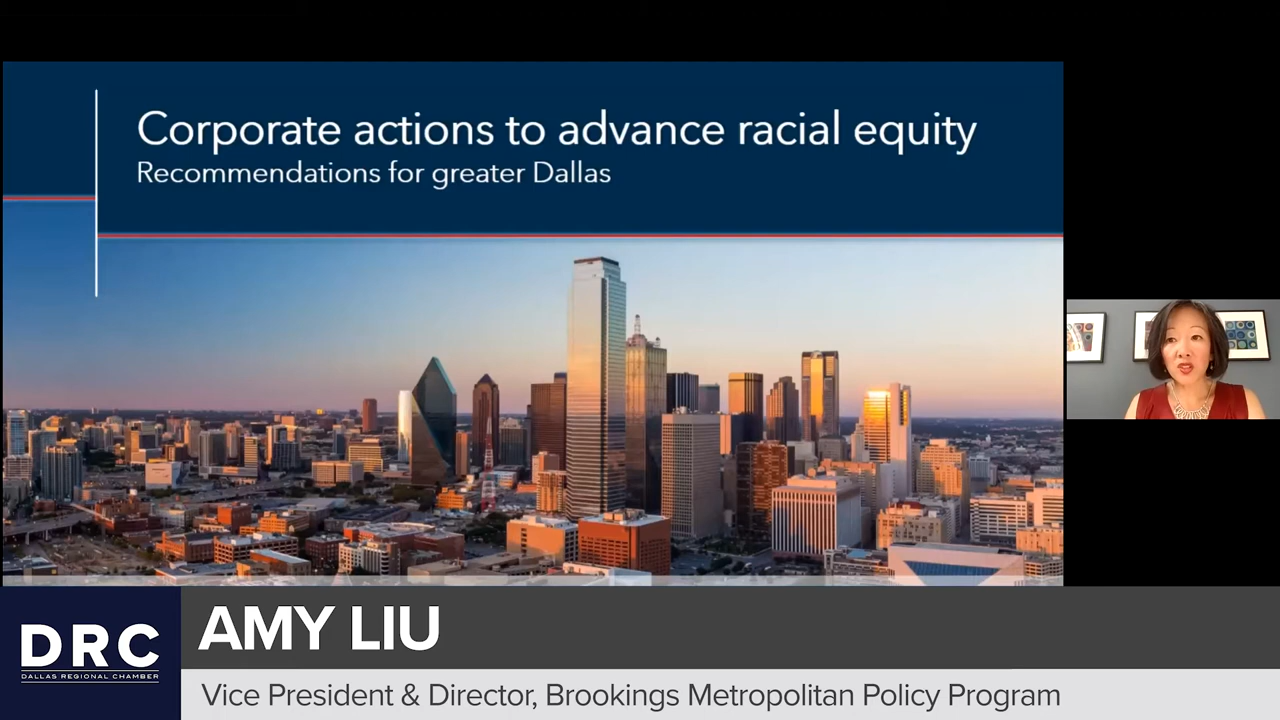 Corporate actions to advance racial equity
Recommendations for greater Dallas
DRC
DALLAS REGIONAL CHAMBER
AMY LIU
Vice President & Director, Brookings Metropolitan Policy Program